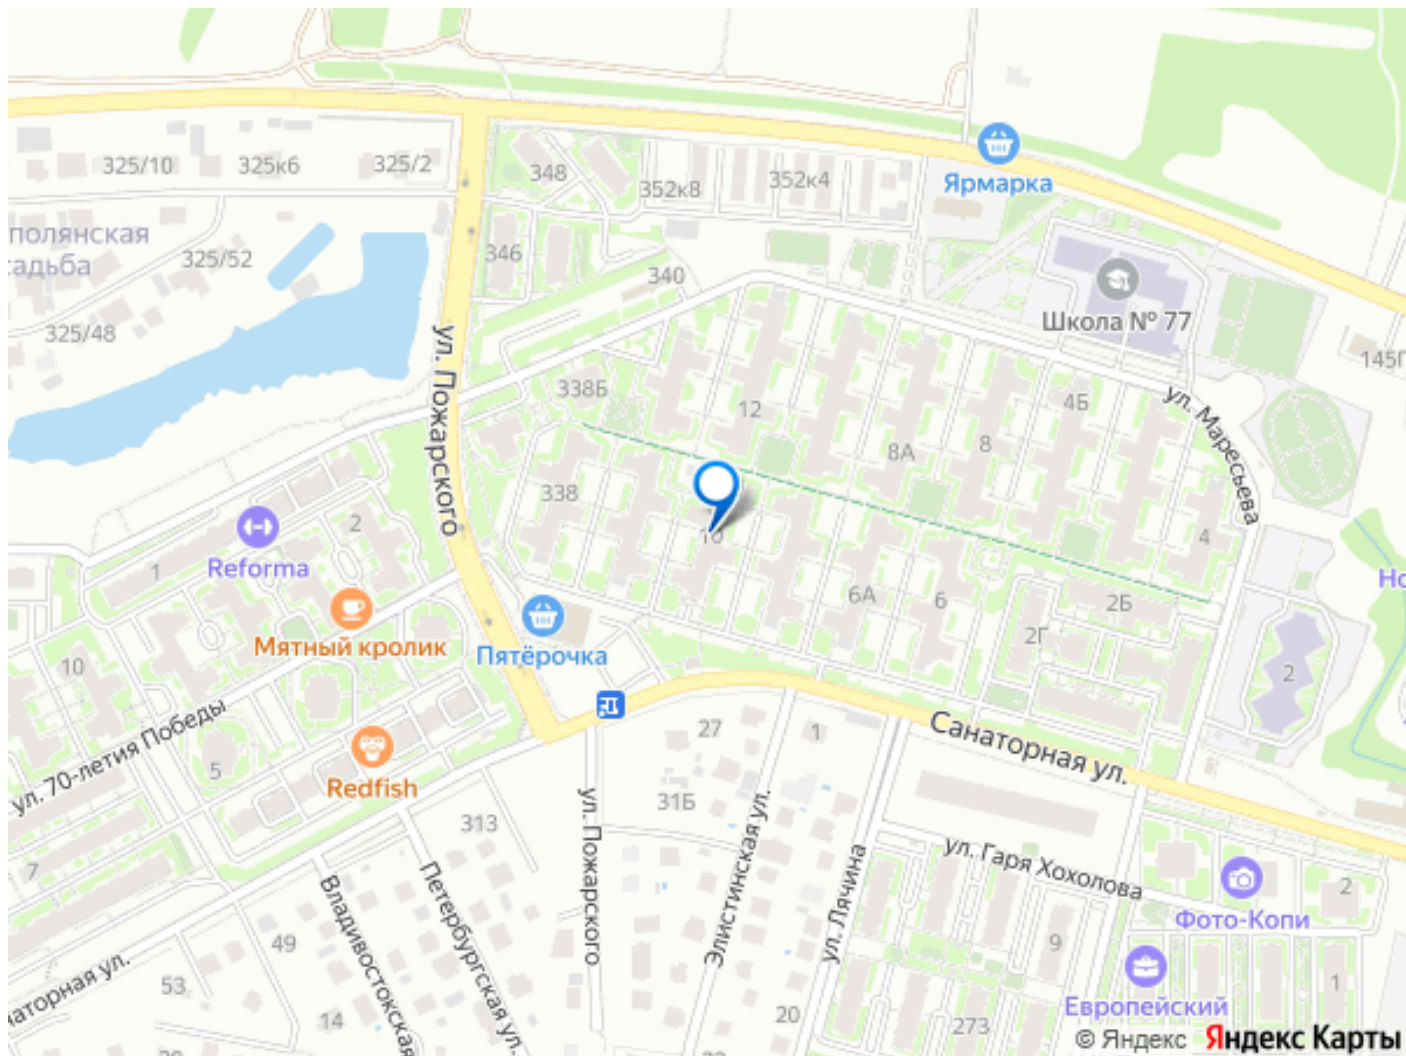 325/10
325к6
325/2
348
352к8
352к4
Ярмарка
полянская
адьба
325/52
346
340
325/48
Школа № 77
145Г
ул. Пожарского
338Б
12
4Б
ул. Маресьева
8А
8
338
10
2
4
Reforma
1
6А
6
2Б
2Г
Мятный кролик
Пятёрочка
10
2
Но
ул. 70-летия Победы
5
27
1
Санаторная ул.
Redfish
31Б
313
ул. Пожарского
Элистинская ул.
ул. Лячина
ул. Гаря Хохолова
7
Владивостокская
Петербургская ул.
2
Фото-Копи
49
9
53
Санаторная ул.
Европейский
1
14
20
273
© Яндекс Яндекс Карты